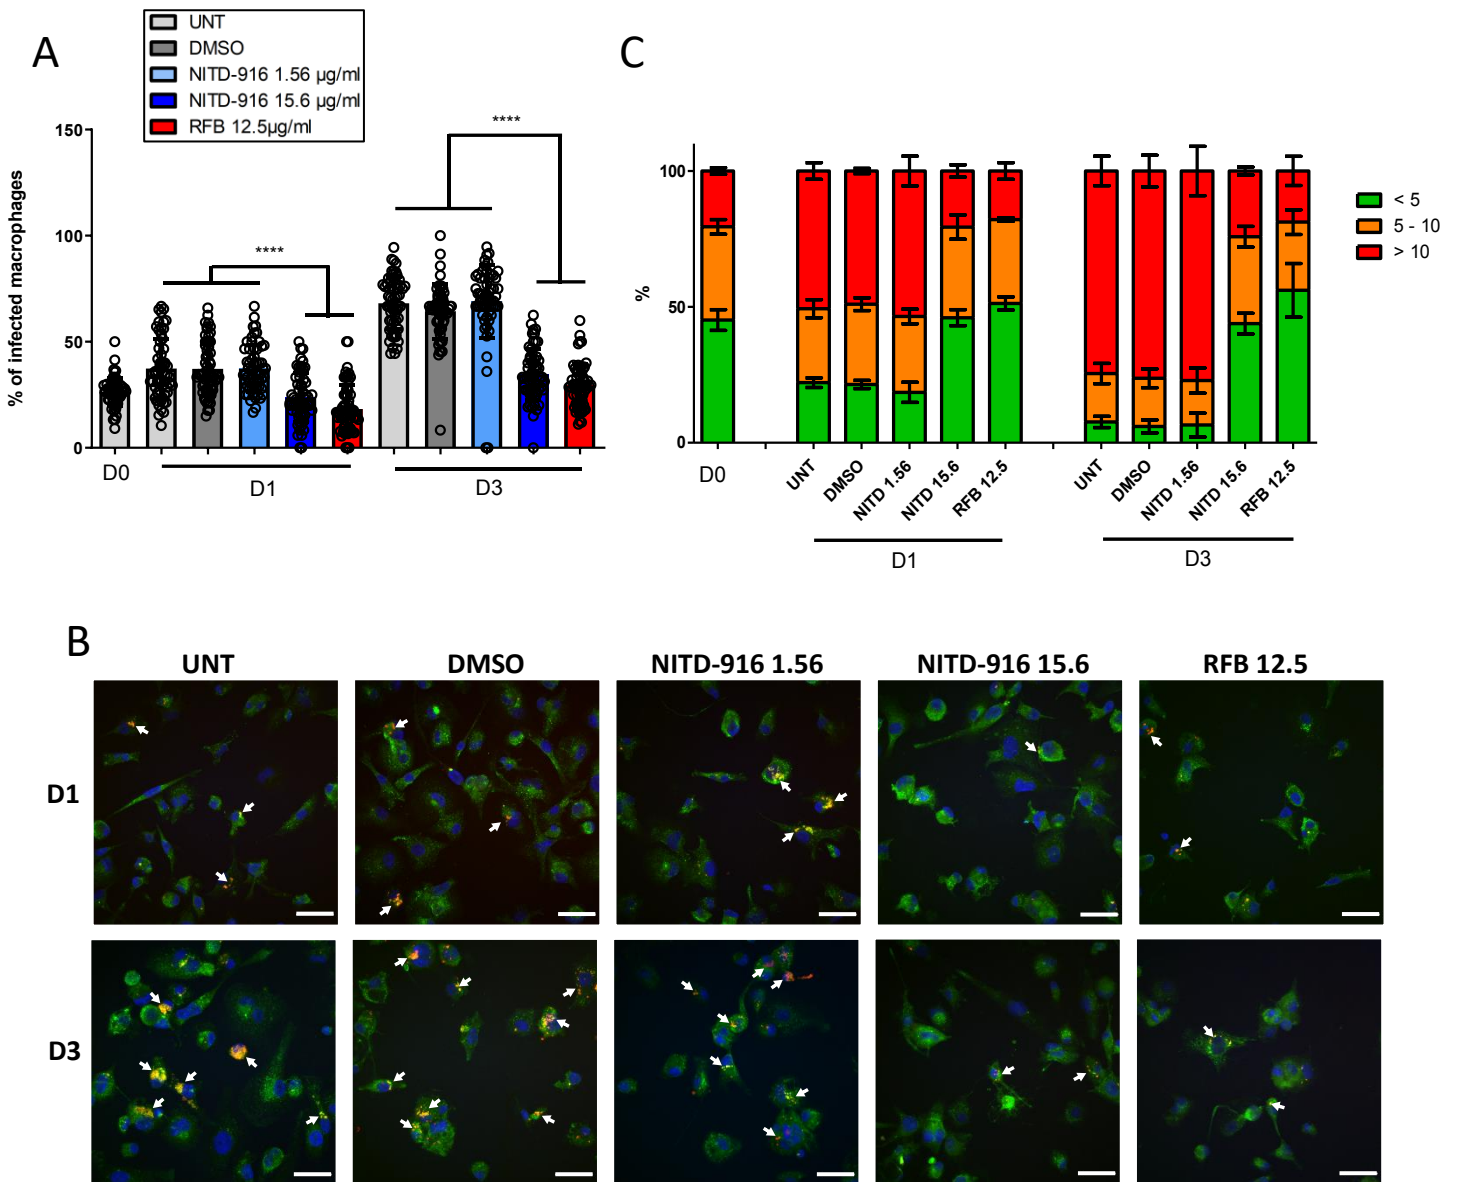 A
UNT
DMSO
NITD-916 1.56 µg/ml
NITD-916 15.6 µg/ml
RFB 12.5µg/ml
% of infected macrophages
150
100
50
0
****
****
D0
D1
D3
C
%
100
50
0
< 5
5 - 10
> 10
D0
UNT
DMSO
NITD 1.56
NITD 15.6
RFB 12.5
UNT
DMSO
NITD 1.56
NITD 15.6
RFB 12.5
D1
D3
B
UNT
DMSO
NITD-916 1.56
NITD-916 15.6
RFB 12.5
D1
D3